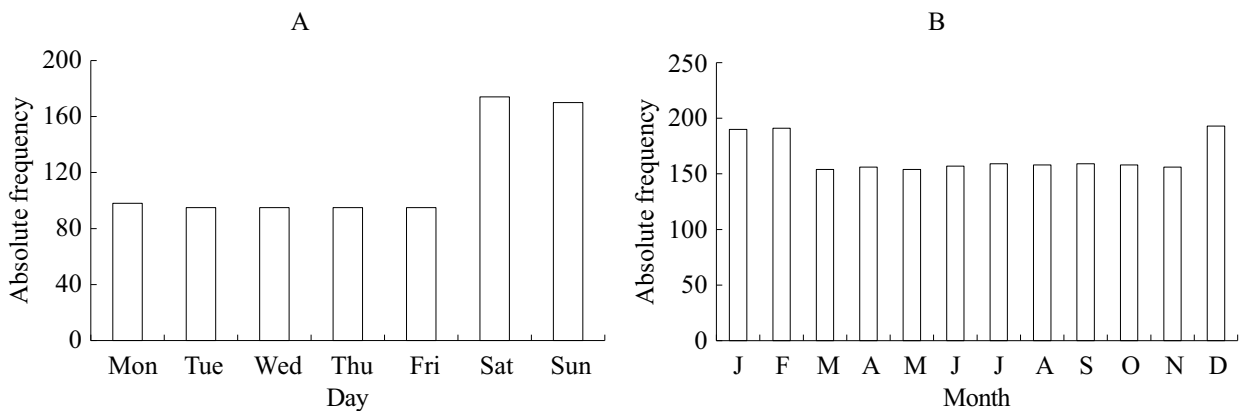 A
Absolute frequency
200
160
120
80
40
0
Mon Tue Wed Thu Fri Sat Sun
Day
B
Absolute frequency
250
200
150
100
50
0
J F M A M J J A S O N D
Month